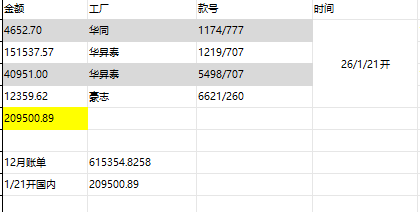 金额 工厂 款号 时间
4652.70 华同 1174/777
151537.57 华昇泰 1219/707
26/1/21开
40951.00 华昇泰 5498/707
12359.62 豪志 6621/260
209500.89
12月账单 615354.8258
1/21开国内 209500.89